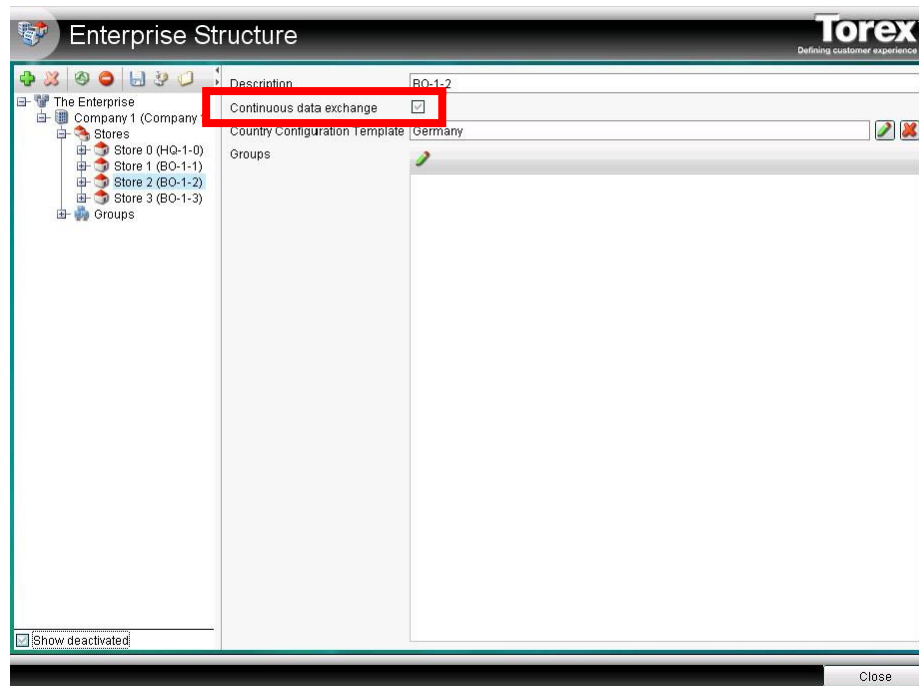 Enterprise Structure
Torex
Defining customer experience
The Enterprise
Company 1 (Company
Stores
Store 0 (HQ-1-0)
Store 1 (BO-1-1)
Store 2 (BO-1-2)
Store 3 (BO-1-3)
Groups
Show deactivated
Description BO-1-2
Continuous data exchange
Country Configuration Template Germany
Groups
Close